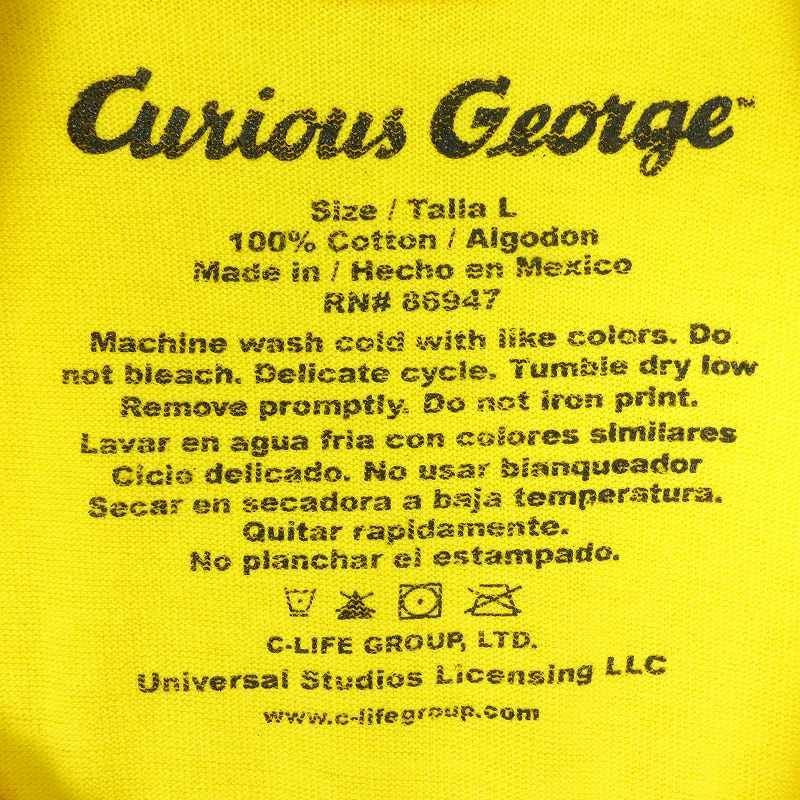 Curious George™
Size / Talla L
100% Cotton / Algodon
Made in / Hecho en Mexico
RN# 86947
Machine wash cold with like colors. Do
not bleach. Delicate cycle. Tumble dry low
Remove promptly. Do not iron print.
Lavar en agua fria con colores similares
Ciclo delicado. No usar blanqueador
Secar en secadora a baja temperatura.
Quitar rapidamente.
No planchar el estampado.
C-LIFE GROUP, LTD.
Universal Studios Licensing LLC
www.c-lifegroup.com